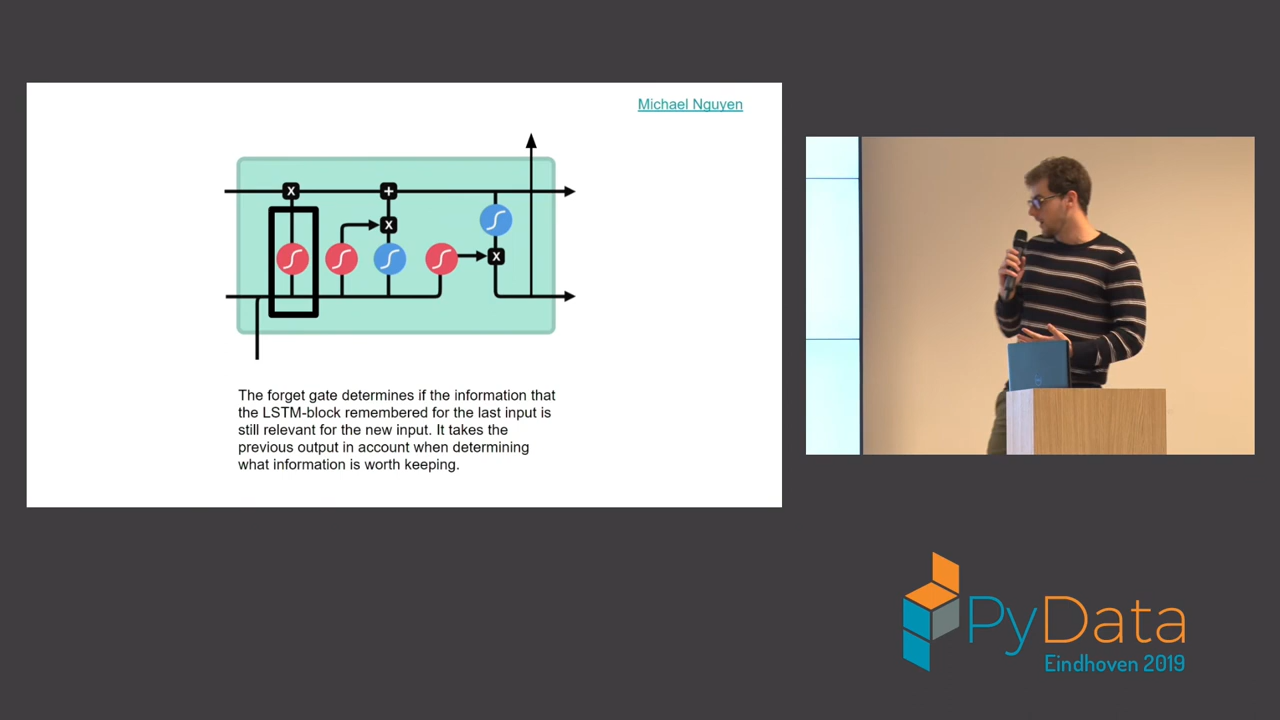 Michael Nguyen
X
+
X
X
The forget gate determines if the information that
the LSTM-block remembered for the last input is
still relevant for the new input. It takes the
previous output in account when determining
what information is worth keeping.
PyData
Eindhoven 2019